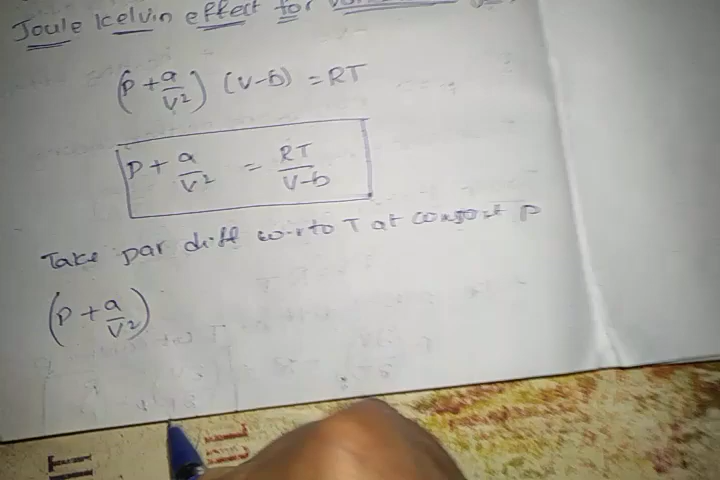 Joule Kelvin effect for
(P + a/V²) (V-b) = RT
P + a/V² = RT/V-b
Take par diff w.r.to T at constant P
(P + a/V²)